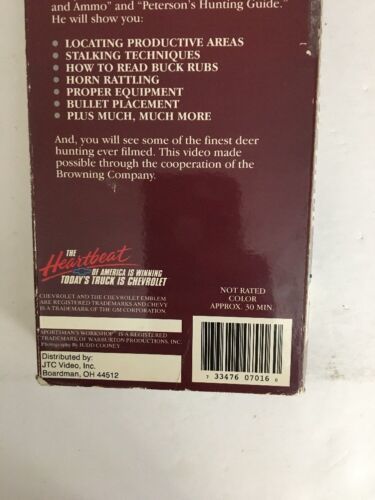 and Ammo" and "Peterson's Hunting Guide."
He will show you:
• LOCATING PRODUCTIVE AREAS
• STALKING TECHNIQUES
• HOW TO READ BUCK RUBS
• HORN RATTLING
• PROPER EQUIPMENT
• BULLET PLACEMENT
• PLUS MUCH, MUCH MORE
And, you will see some of the finest deer
hunting ever filmed. This video made
possible through the cooperation of the
Browning Company.
THE
Heartbeat
OF AMERICA IS WINNING
TODAY'S TRUCK IS CHEVROLET
CHEVROLET AND THE CHEVROLET EMBLEM
ARE REGISTERED TRADEMARKS AND CHEVY
IS A TRADEMARK OF THE GM CORPORATION.
NOT RATED
COLOR
APPROX. 30 MIN.
SPORTSMAN'S WORKSHOP IS A REGISTERED
TRADEMARK OF WARBURTON PRODUCTIONS, INC.
Photography By JUDD COONEY
Distributed by:
JTC Video, Inc.
Boardman, OH 44512
7 33476 07016